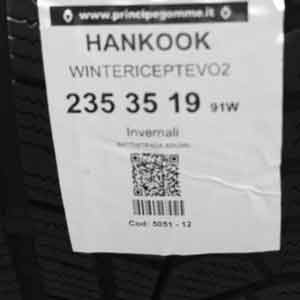 www.principegomme.it
HANKOOK
WINTERICEPTEVO2
235 35 19 91W
Invernali
Cod: 5051 - 12